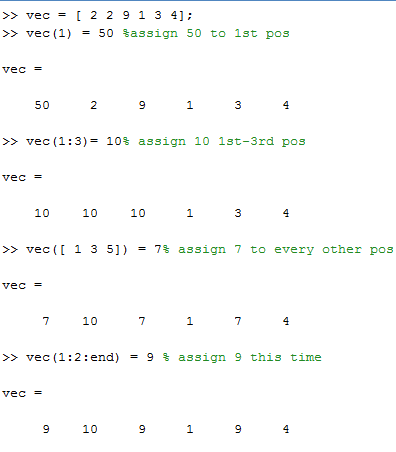 >> vec = [ 2 2 9 1 3 4];
>> vec(1) = 50 %assign 50 to 1st pos
vec =
50 2 9 1 3 4
>> vec(1:3)= 10% assign 10 1st-3rd pos
vec =
10 10 10 1 3 4
>> vec([ 1 3 5]) = 7% assign 7 to every other pos
vec =
7 10 7 1 7 4
>> vec(1:2:end) = 9 % assign 9 this time
vec =
9 10 9 1 9 4